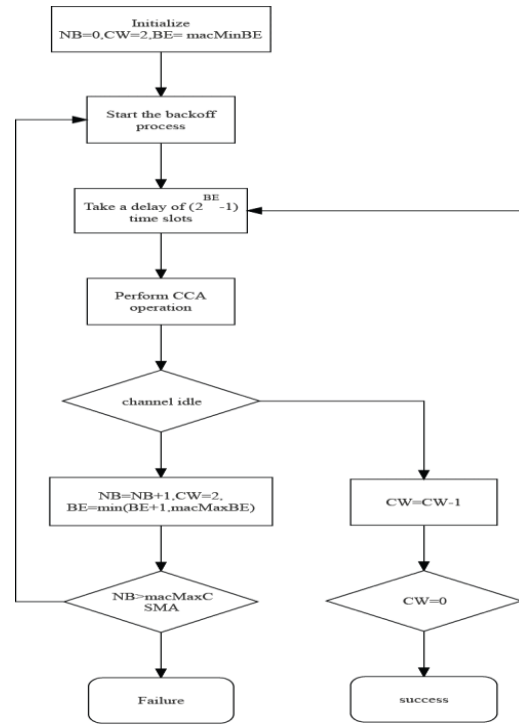 Initialize
NB=0,CW=2,BE= macMinBE
Start the backoff
process
Take a delay of (2^BE-1)
time slots
Perform CCA
operation
channel idle
NB=NB+1,CW=2,
BE=min(BE+1,macMaxBE)
CW=CW-1
NB>macMaxC
SMA
CW=0
Failure
success